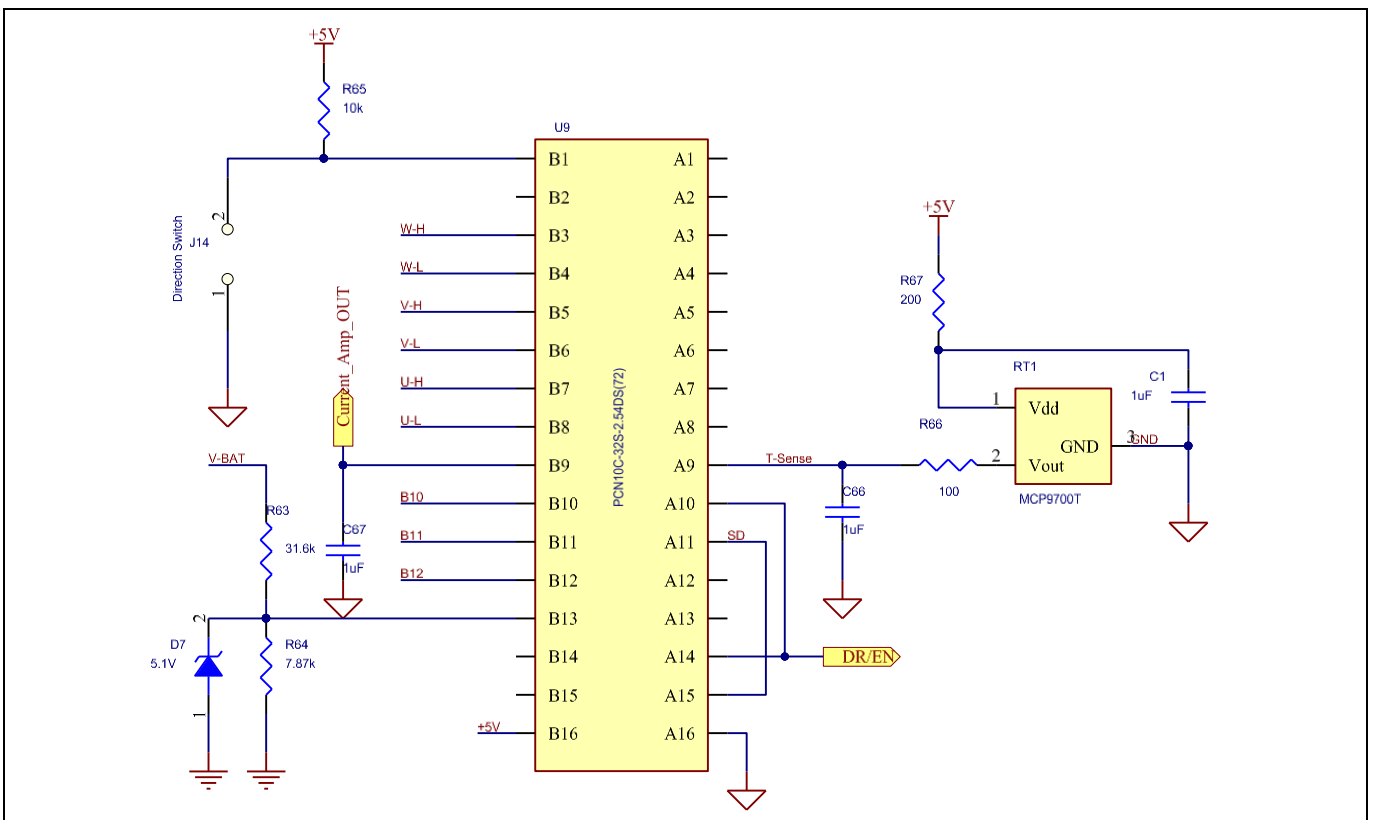 +5V
R65
10k
U9
B1
A1
B2
A2
+5V
2
J14
Direction Switch
1
W-H
B3
A3
W-L
B4
A4
R67
200
V-H
B5
A5
Current_Amp_OUT
V-L
B6
A6
RT1
C1
1uF
U-H
B7
A7
PCN10C-32S-2.54DS(72)
1
Vdd
U-L
B8
A8
R66
GND
3
GND
V-BAT
B9
A9
T-Sense
100
2
Vout
MCP9700T
R63
31.6k
B10
B10
A10
C66
1uF
C67
1uF
B11
B11
A11
SD
B12
B12
A12
2
B13
A13
D7
5.1V
R64
7.87k
B14
A14
DR/EN
1
B15
A15
+5V
B16
A16